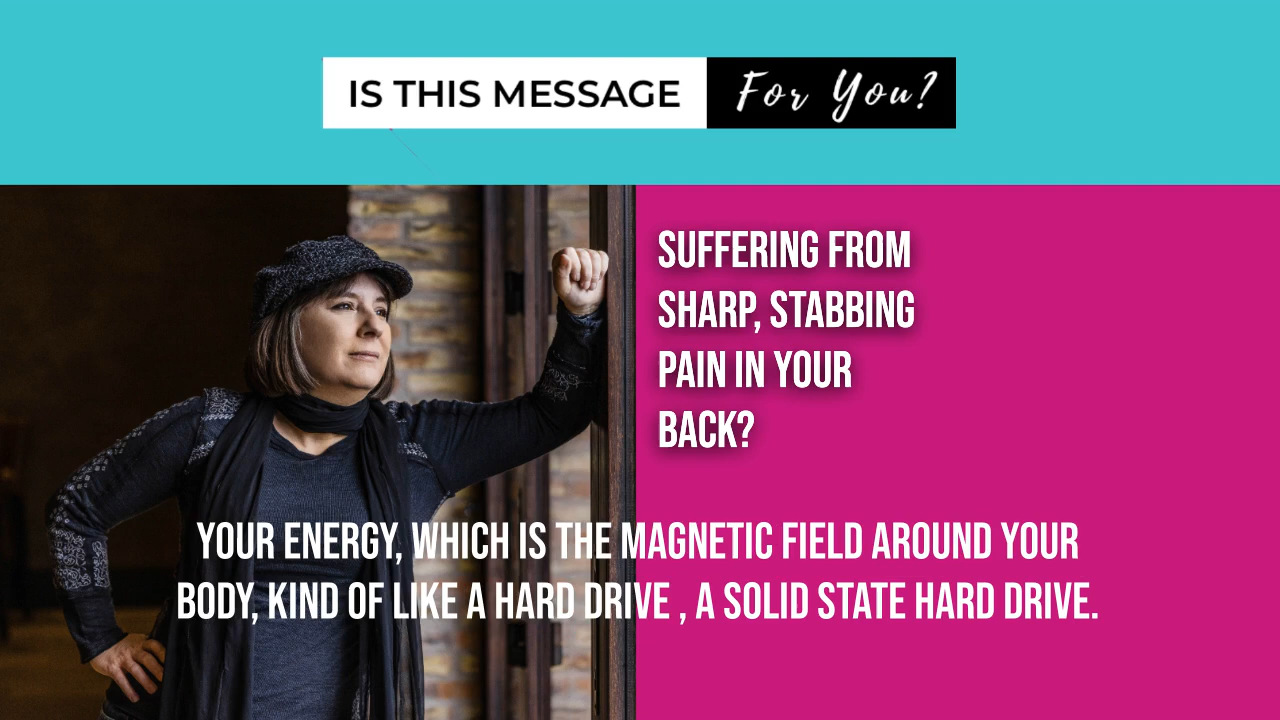 IS THIS MESSAGE For You?
SUFFERING FROM
SHARP, STABBING
PAIN IN YOUR
BACK?
YOUR ENERGY, WHICH IS THE MAGNETIC FIELD AROUND YOUR
BODY, KIND OF LIKE A HARD DRIVE , A SOLID STATE HARD DRIVE.